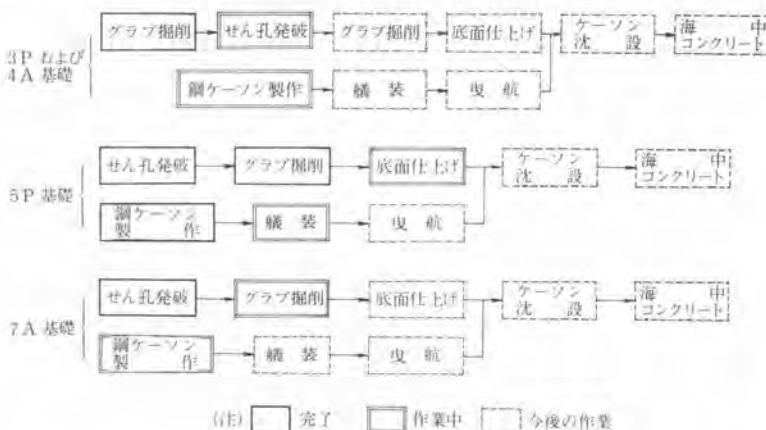 3P および
4A 基礎
グラブ掘削
せん孔発破
グラブ掘削
底面仕上げ
ケーソン
沈設
海中
コンクリート
鋼ケーソン製作
艤装
曳航
5P 基礎
せん孔発破
グラブ掘削
底面仕上げ
ケーソン
沈設
海中
コンクリート
鋼ケーソン
製作
艤装
曳航
7A 基礎
せん孔発破
グラブ掘削
底面仕上げ
ケーソン
沈設
海中
コンクリート
鋼ケーソン
製作
艤装
曳航
(注) 完了 作業中 今後の作業